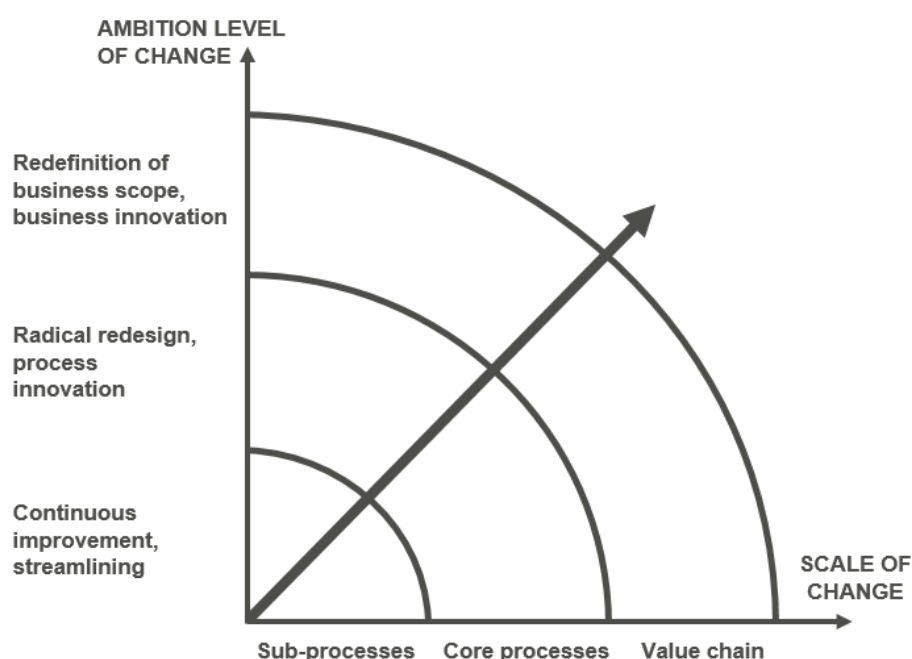 AMBITION LEVEL
OF CHANGE
Redefinition of
business scope,
business innovation
Radical redesign,
process
innovation
Continuous
improvement,
streamlining
SCALE OF
CHANGE
Sub-processes
Core processes
Value chain